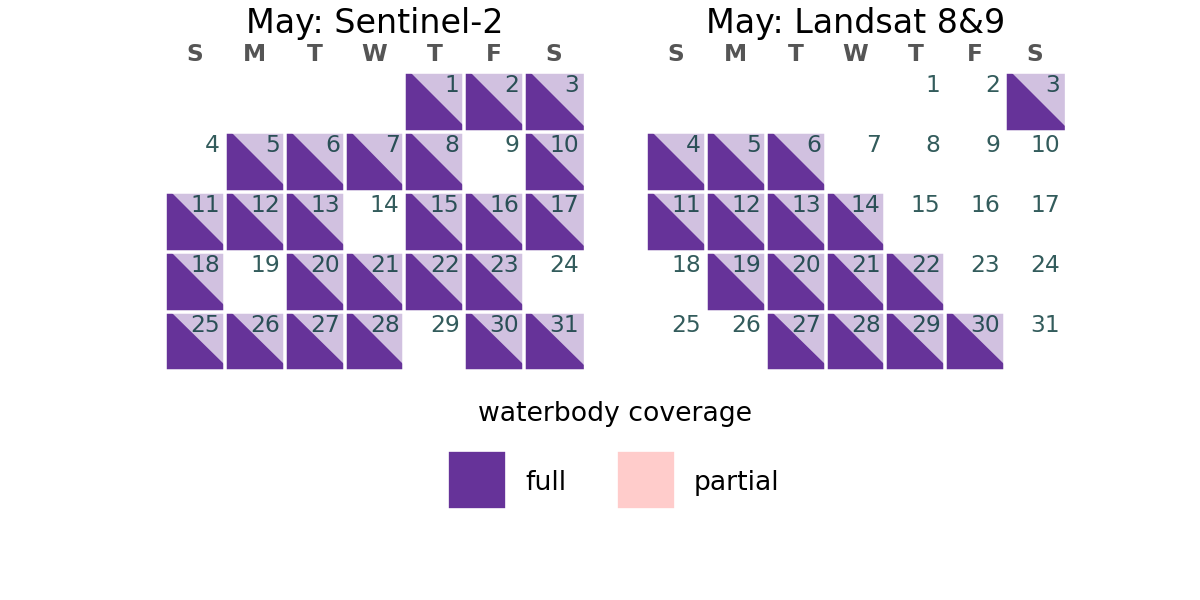 May: Sentinel-2
S M T W T F S
1 2 3
4 5 6 7 8 9 10
11 12 13 14 15 16 17
18 19 20 21 22 23 24
25 26 27 28 29 30 31
May: Landsat 8&9
S M T W T F S
1 2 3
4 5 6 7 8 9 10
11 12 13 14 15 16 17
18 19 20 21 22 23 24
25 26 27 28 29 30 31
waterbody coverage
full
partial